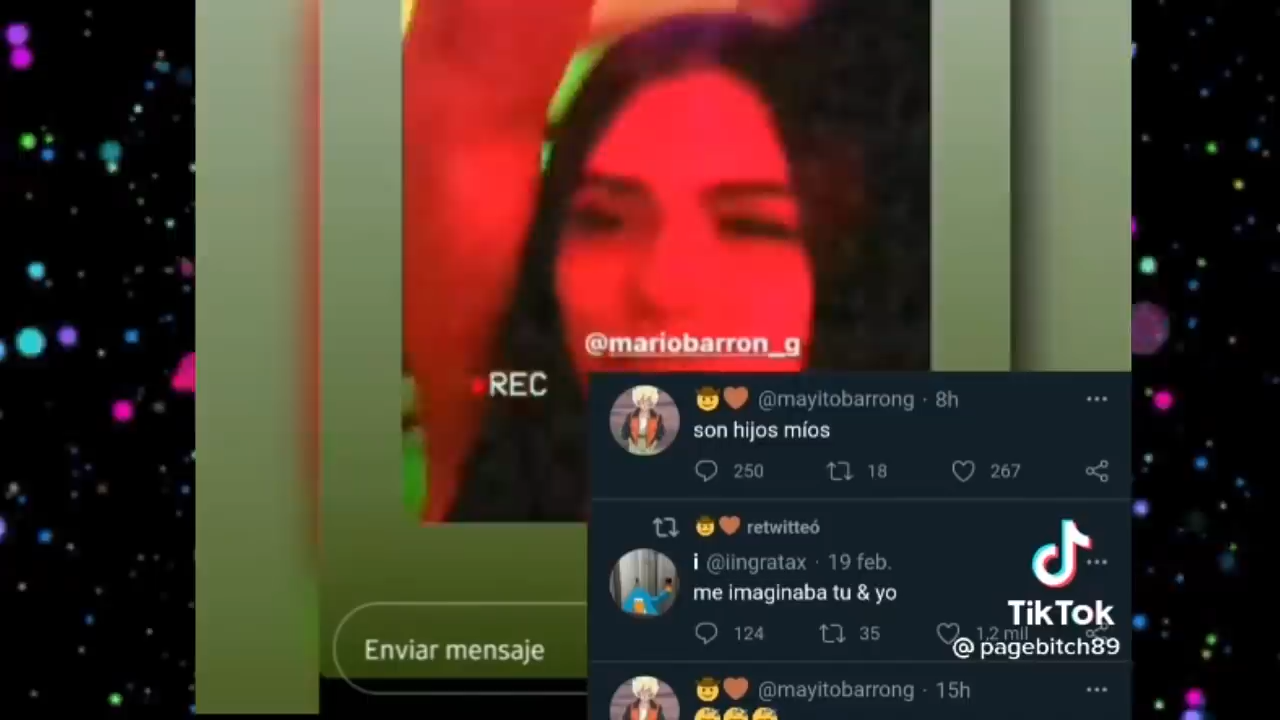 @mariobarron_g
REC
@mayitobarrong · 8h
son hijos míos
250 18 267
retwitteó
i @iingratax · 19 feb.
me imaginaba tu & yo
124 35 1,2 mil
TikTok
@pagebitch89
Enviar mensaje
@mayitobarrong · 15h